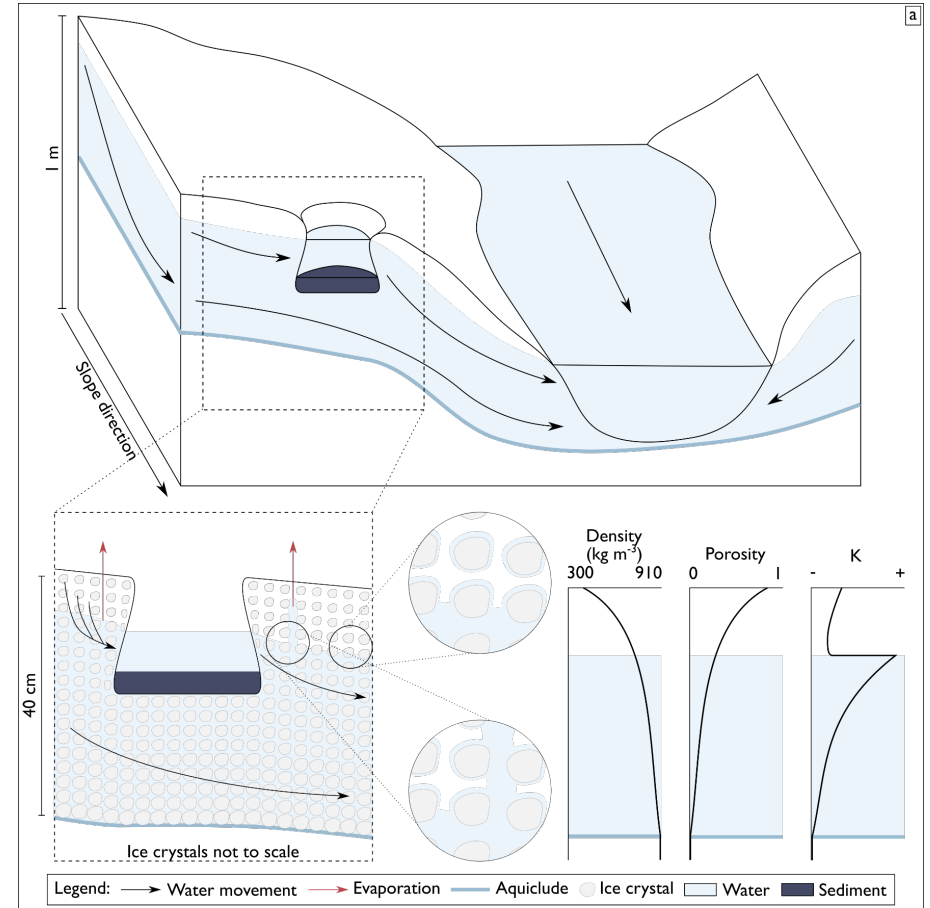 a
1 m
Slope direction
40 cm
Ice crystals not to scale
Density
(kg m⁻³)
300 910
Porosity
0 1
K
- +
Legend: Water movement Evaporation Aquiclude Ice crystal Water Sediment